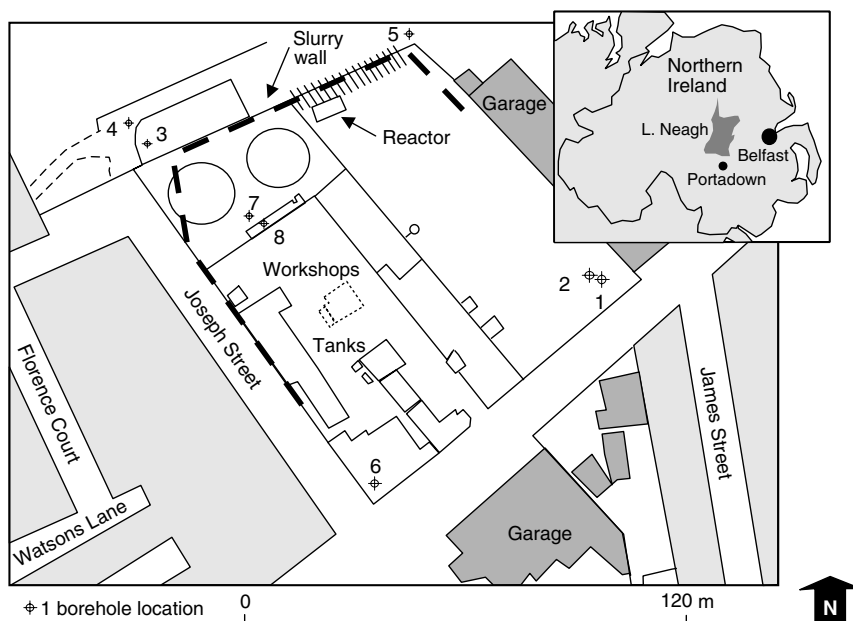 5
Slurry
wall
Northern
Ireland
Garage
L. Neagh
Belfast
Portadown
4
3
Reactor
7
8
2
1
Workshops
Joseph Street
Tanks
Florence Court
James Street
6
Watsons Lane
Garage
1 borehole location
0
120 m
N